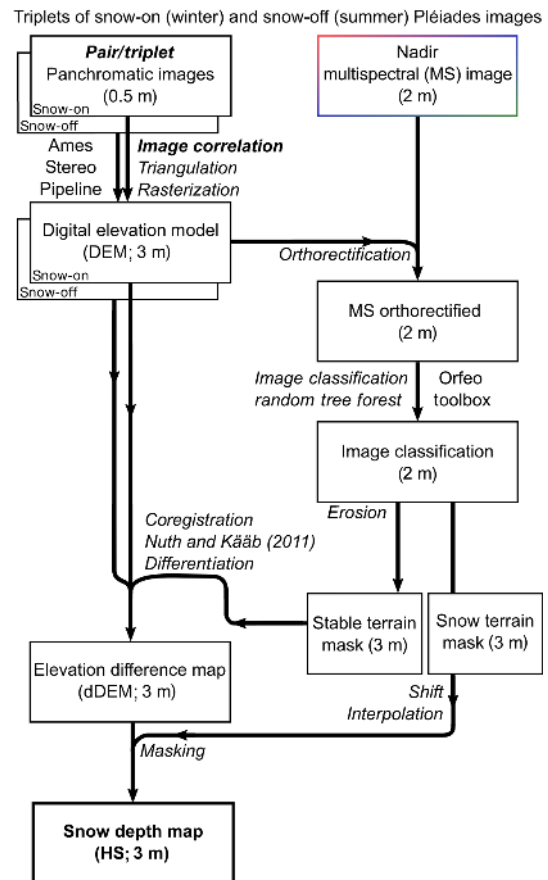 Triplets of snow-on (winter) and snow-off (summer) Pléiades images
Pair/triplet
Panchromatic images
(0.5 m)
Snow-on
Snow-off
Nadir
multispectral (MS) image
(2 m)
Ames
Stereo
Pipeline
Image correlation
Triangulation
Rasterization
Digital elevation model
(DEM; 3 m)
Snow-on
Snow-off
Orthorectification
MS orthorectified
(2 m)
Image classification
random tree forest
Orfeo
toolbox
Image classification
(2 m)
Erosion
Coregistration
Nuth and Kääb (2011)
Differentiation
Stable terrain
mask (3 m)
Snow terrain
mask (3 m)
Elevation difference map
(dDEM; 3 m)
Shift
Interpolation
Masking
Snow depth map
(HS; 3 m)